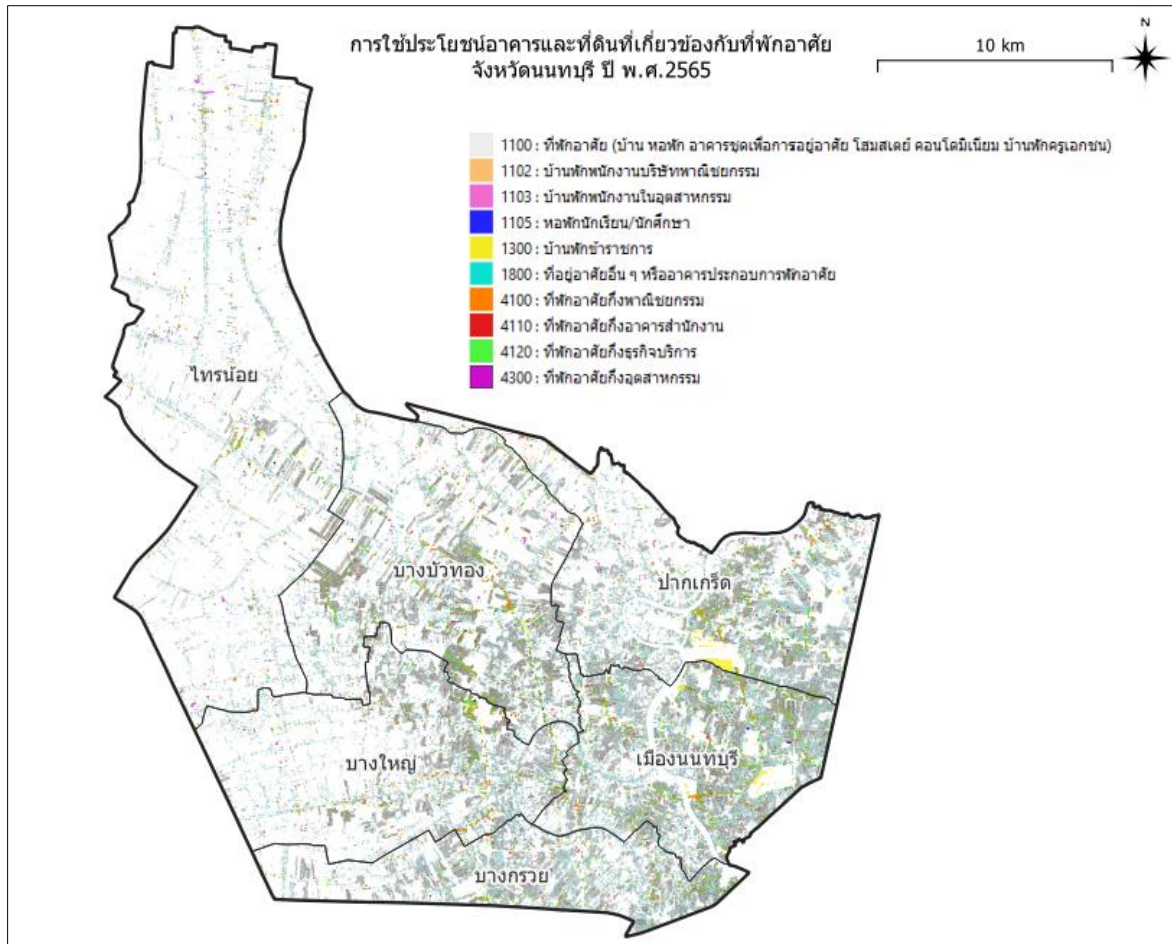 การใช้ประโยชน์อาคารและที่ดินที่เกี่ยวข้องกับที่พักอาศัย
จังหวัดนนทบุรี ปี พ.ศ.2565
10 km
N
1100 : ที่พักอาศัย (บ้าน หอพัก อาคารชุดเพื่อการอยู่อาศัย โฮมสเตย์ คอนโดมิเนียม บ้านพักครูเอกชน)
1102 : บ้านพักพนักงานบริษัทพาณิชยกรรม
1103 : บ้านพักพนักงานในอุตสาหกรรม
1105 : หอพักนักเรียน/นักศึกษา
1300 : บ้านพักข้าราชการ
1800 : ที่อยู่อาศัยอื่น ๆ หรืออาคารประกอบการพักอาศัย
4100 : ที่พักอาศัยกึ่งพาณิชยกรรม
4110 : ที่พักอาศัยกึ่งอาคารสำนักงาน
4120 : ที่พักอาศัยกึ่งธุรกิจบริการ
4300 : ที่พักอาศัยกึ่งอุตสาหกรรม
ไทรน้อย
บางบัวทอง
ปากเกร็ด
บางใหญ่
เมืองนนทบุรี
บางกรวย